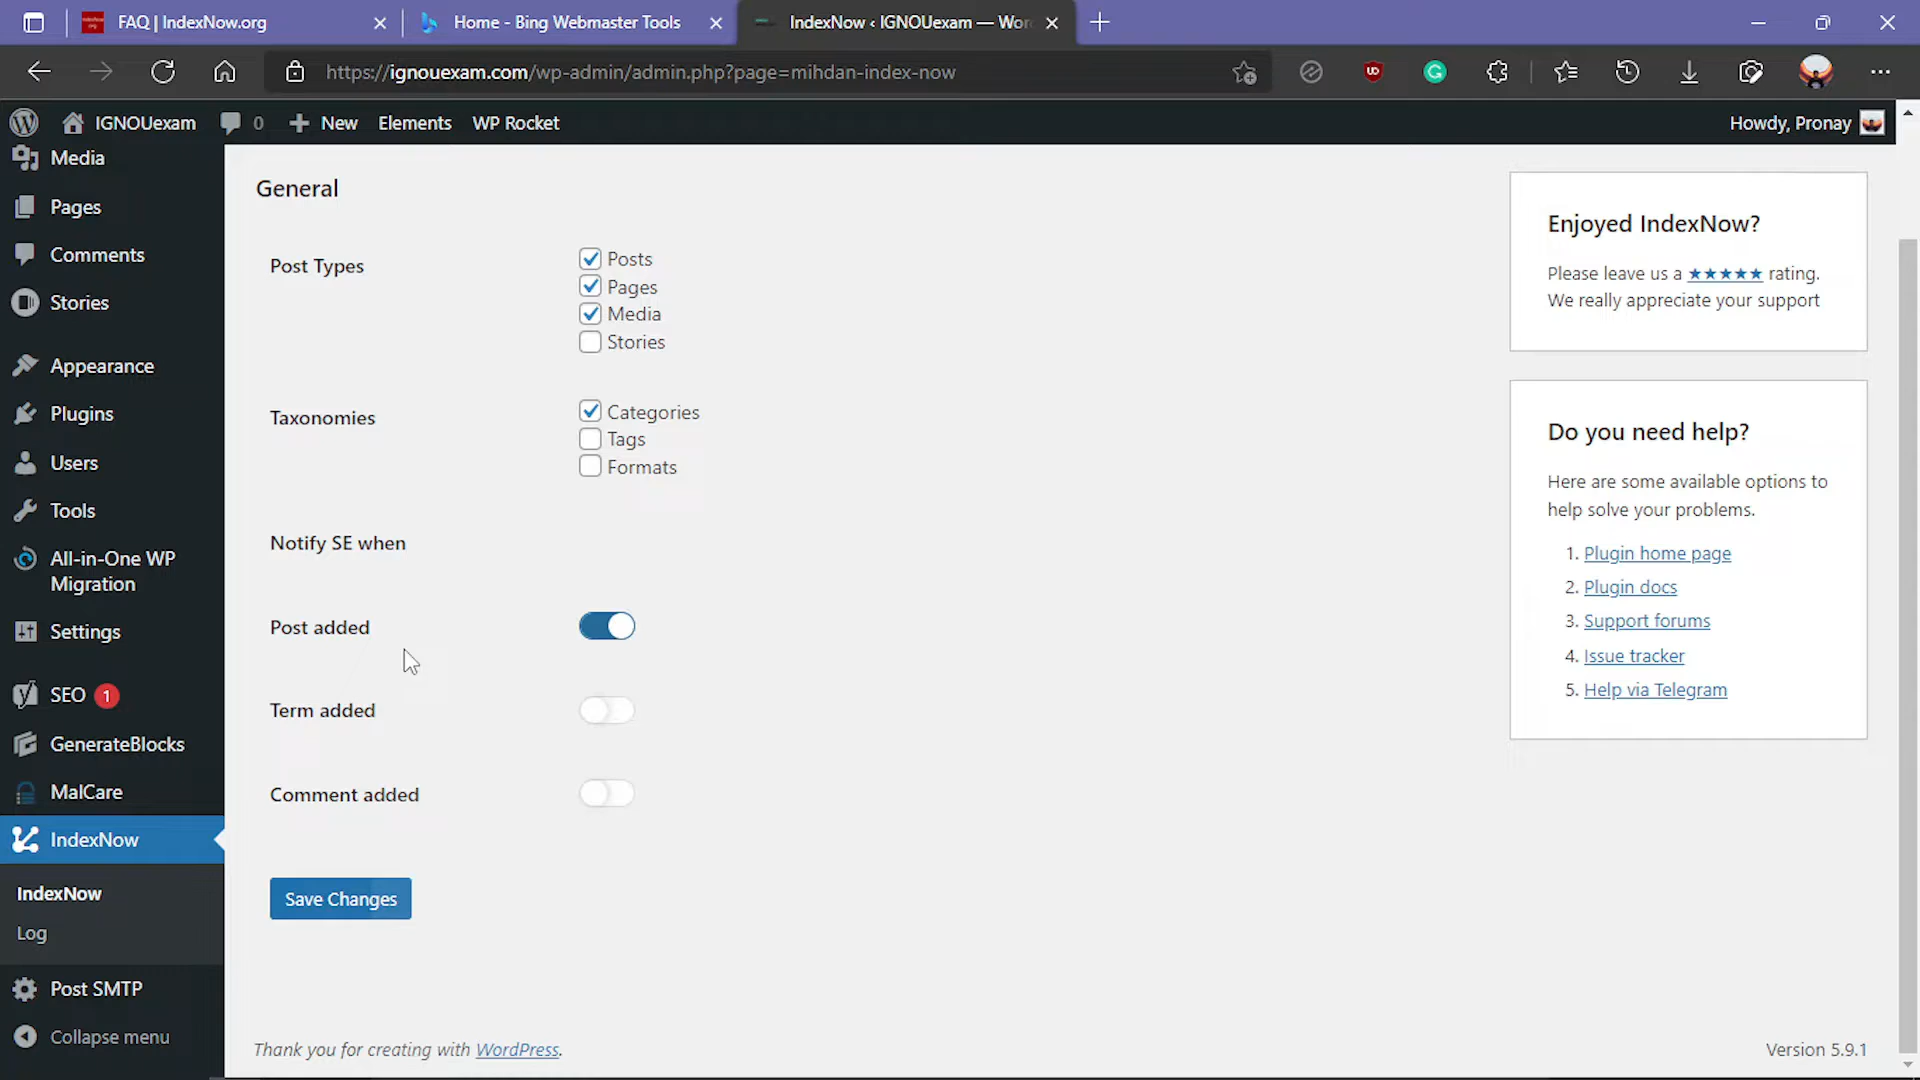 FAQ | IndexNow.org
Home - Bing Webmaster Tools
IndexNow ‹ IGNOUexam — Wor
https://ignouexam.com/wp-admin/admin.php?page=mihdan-index-now
IGNOUexam
0
New
Elements
WP Rocket
Howdy, Pronay
Media
Pages
Comments
Stories
Appearance
Plugins
Users
Tools
All-in-One WP
Migration
Settings
SEO 1
GenerateBlocks
MalCare
IndexNow
IndexNow
Log
Post SMTP
Collapse menu
General
Post Types
Posts
Pages
Media
Stories
Taxonomies
Categories
Tags
Formats
Notify SE when
Post added
Term added
Comment added
Save Changes
Thank you for creating with WordPress.
Version 5.9.1
Enjoyed IndexNow?
Please leave us a ★★★★★ rating.
We really appreciate your support
Do you need help?
Here are some available options to
help solve your problems.
1. Plugin home page
2. Plugin docs
3. Support forums
4. Issue tracker
5. Help via Telegram